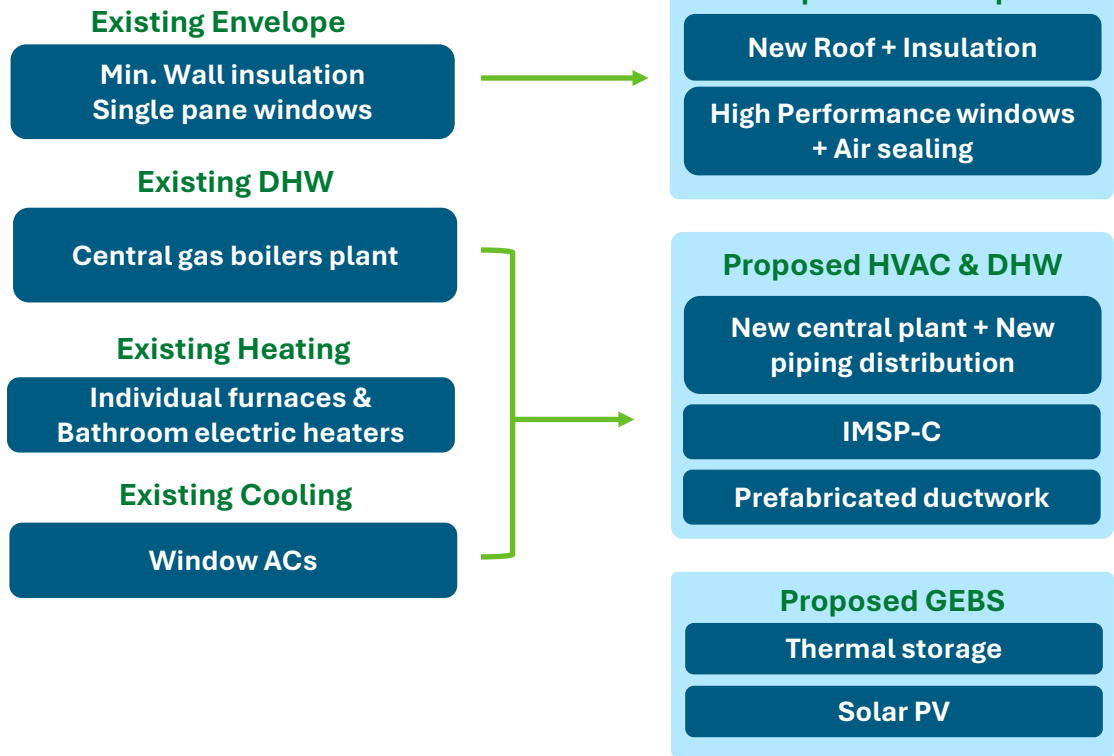 Existing Envelope
Min. Wall insulation
Single pane windows
Existing DHW
Central gas boilers plant
Existing Heating
Individual furnaces &
Bathroom electric heaters
Existing Cooling
Window ACs
New Roof + Insulation
High Performance windows
+ Air sealing
Proposed HVAC & DHW
New central plant + New
piping distribution
IMSP-C
Prefabricated ductwork
Proposed GEBS
Thermal storage
Solar PV